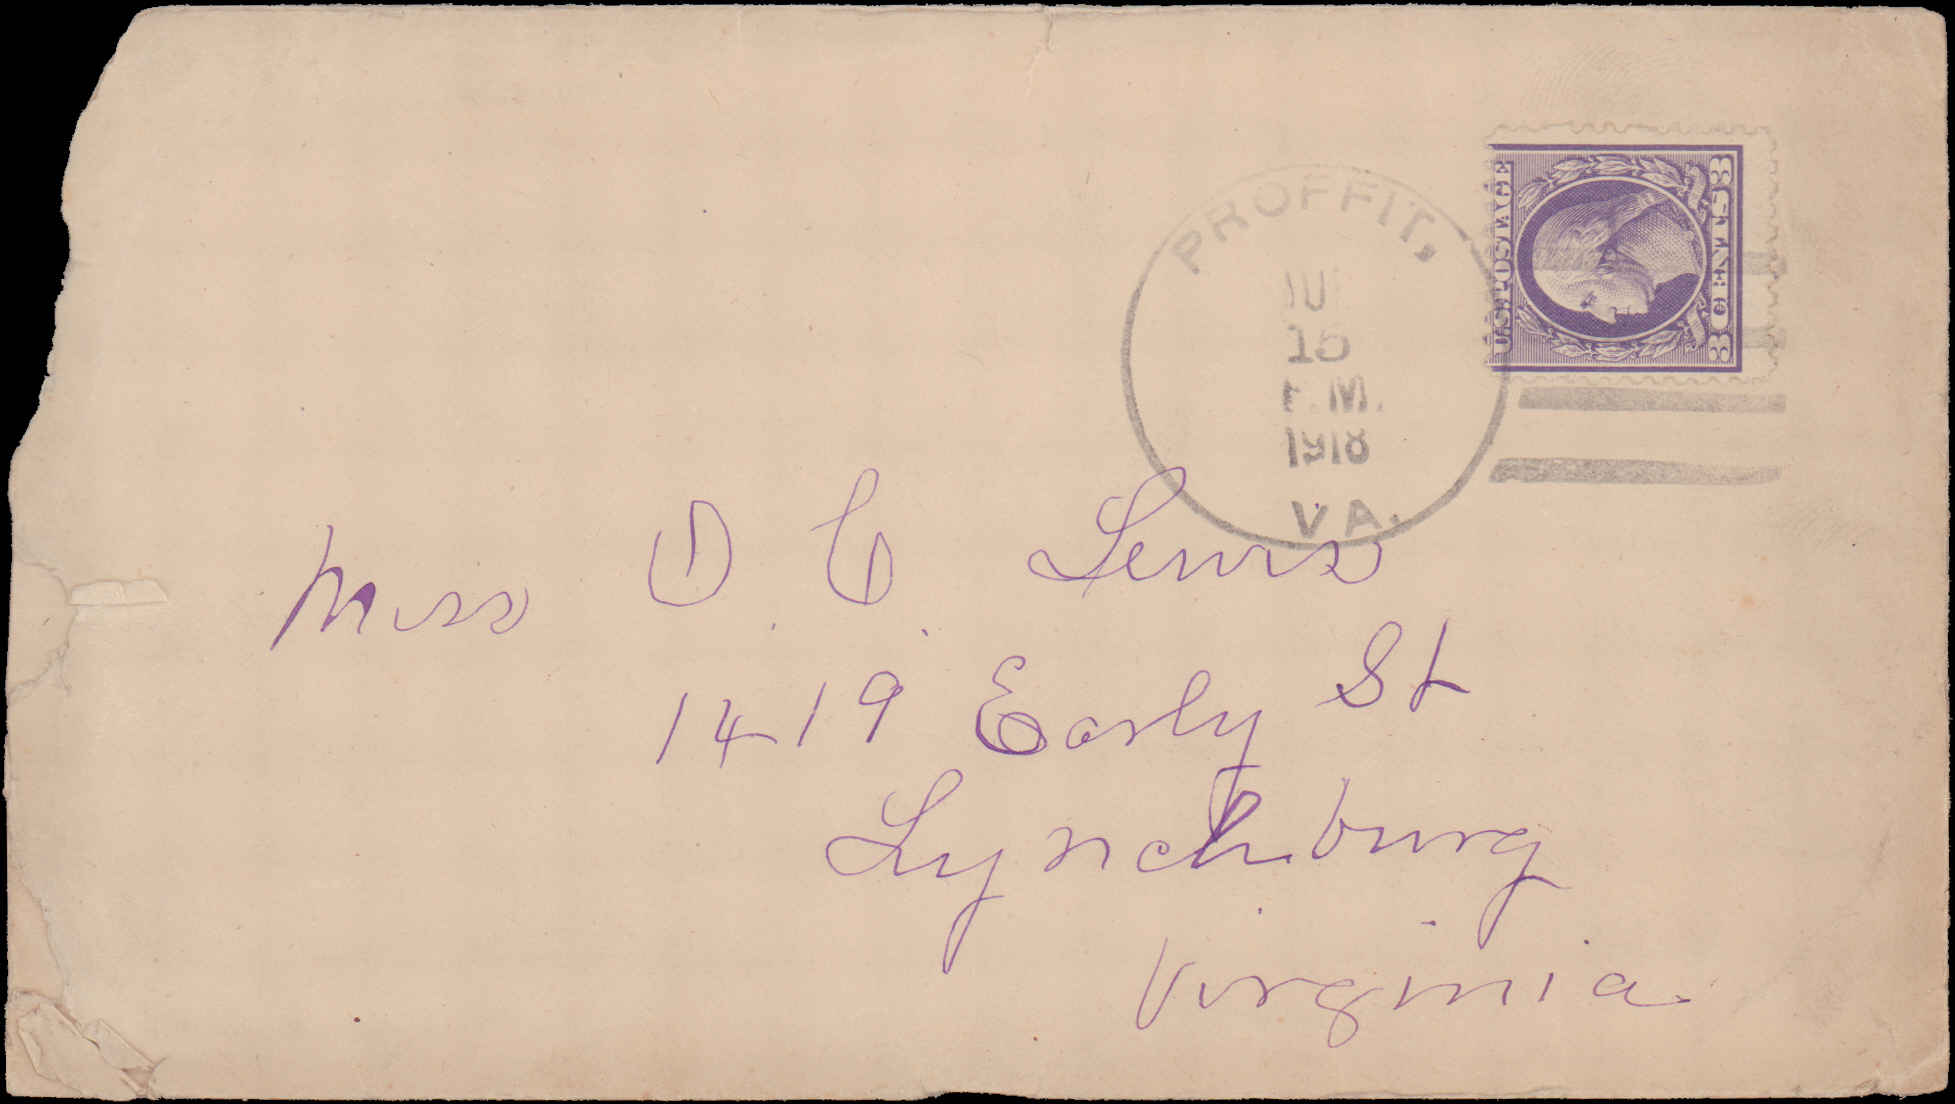 PROFFIT,
15
M.
1918
VA.
U.S. POSTAGE
3 CENTS 3
Miss D. C. Lewis
1419 Early St
Lynchburg
Virginia